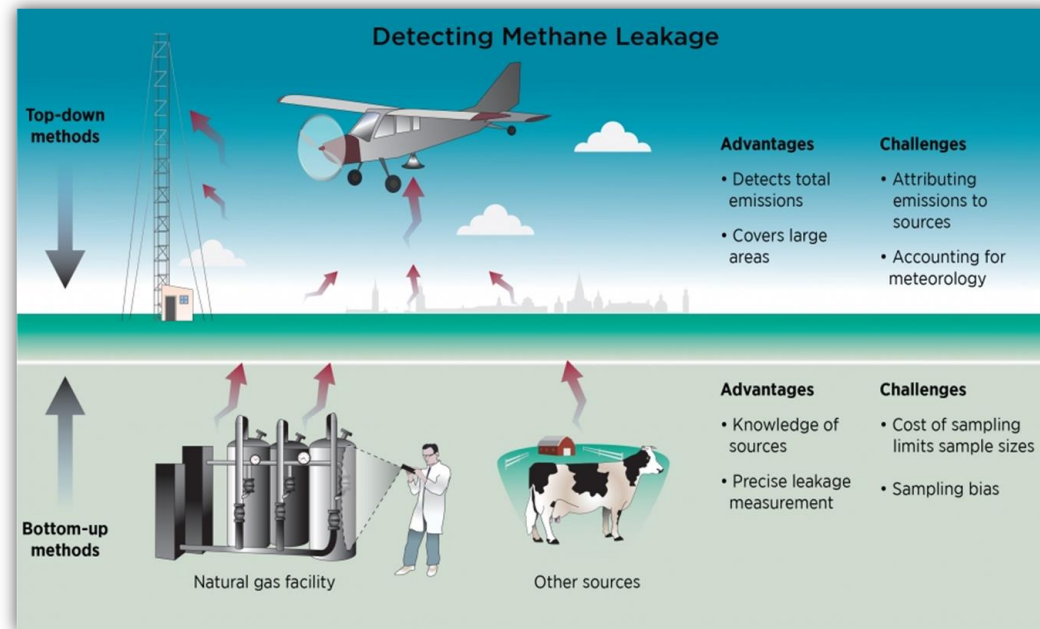 Detecting Methane Leakage
Top-down
methods
Advantages
• Detects total
emissions
• Covers large
areas
Challenges
• Attributing
emissions to
sources
• Accounting for
meteorology
Bottom-up
methods
Natural gas facility
Other sources
Advantages
• Knowledge of
sources
• Precise leakage
measurement
Challenges
• Cost of sampling
limits sample sizes
• Sampling bias